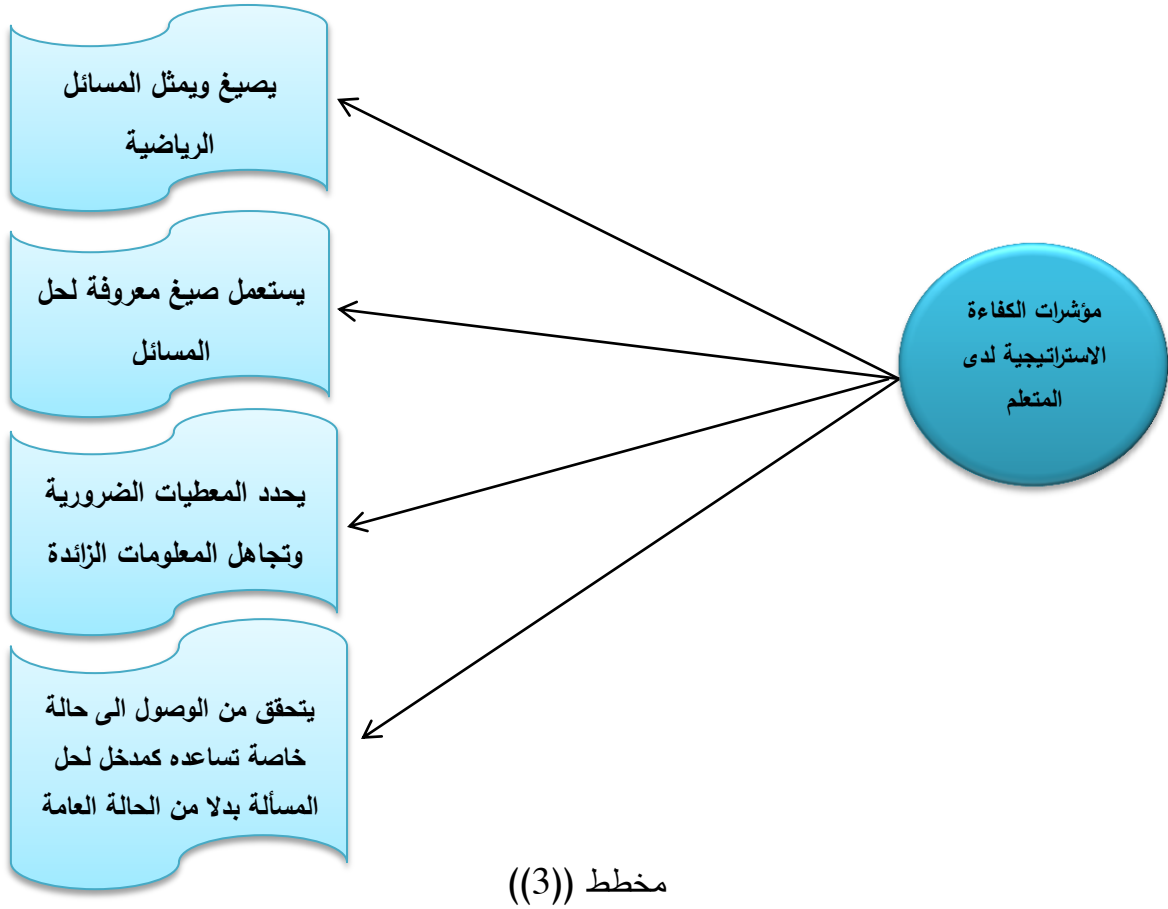 مؤشرات الكفاءة
الاستراتيجية لدى
المتعلم
يصيغ ويمثل المسائل
الرياضية
يستعمل صيغ معروفة لحل
المسائل
يحدد المعطيات الضرورية
وتجاهل المعلومات الزائدة
يتحقق من الوصول الى حالة
خاصة تساعده كمدخل لحل
المسألة بدلا من الحالة العامة
مخطط ((3))